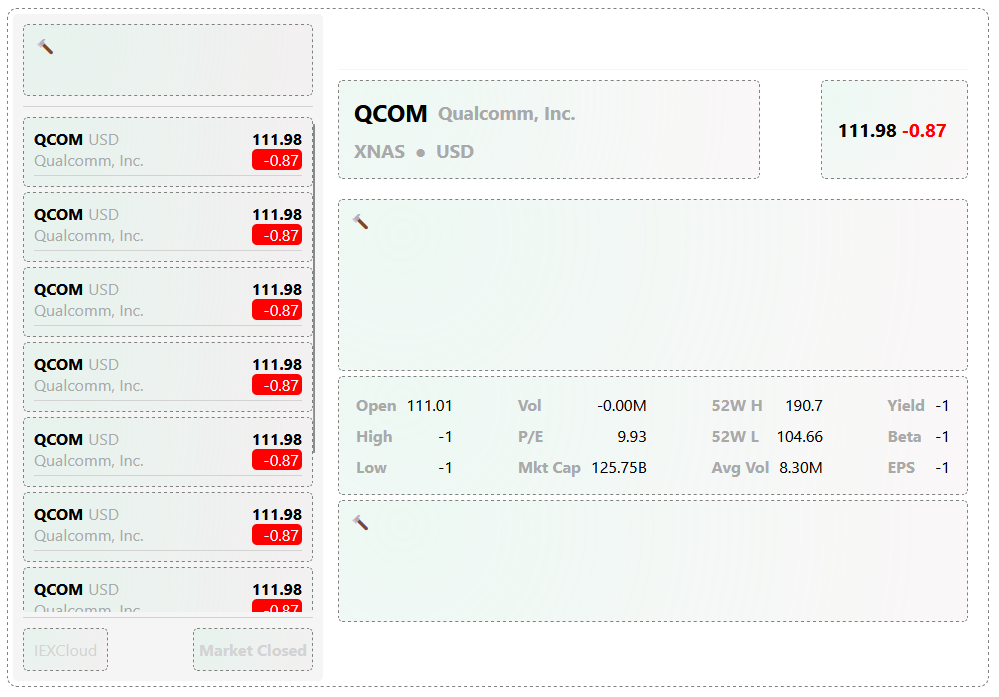 QCOM USD 111.98
Qualcomm, Inc. -0.87
QCOM USD 111.98
Qualcomm, Inc. -0.87
QCOM USD 111.98
Qualcomm, Inc. -0.87
QCOM USD 111.98
Qualcomm, Inc. -0.87
QCOM USD 111.98
Qualcomm, Inc. -0.87
QCOM USD 111.98
Qualcomm, Inc. -0.87
QCOM USD 111.98
Qualcomm, Inc. -0.87
IEXCloud Market Closed
QCOM Qualcomm, Inc.
XNAS ● USD
111.98 -0.87
Open 111.01 Vol -0.00M 52W H 190.7 Yield -1
High -1 P/E 9.93 52W L 104.66 Beta -1
Low -1 Mkt Cap 125.75B Avg Vol 8.30M EPS -1